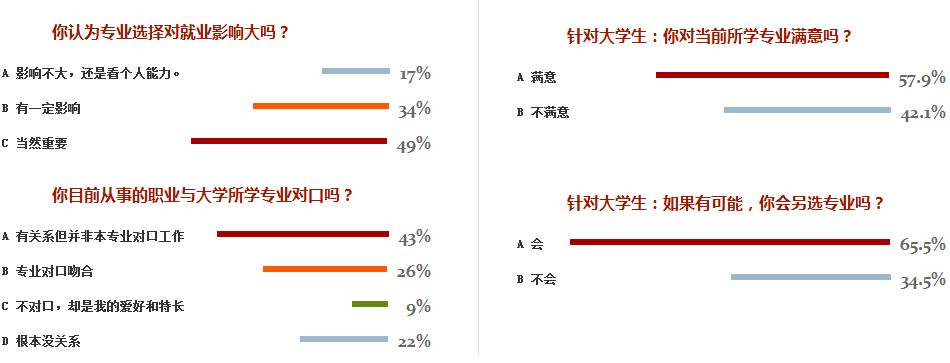 你认为专业选择对就业影响大吗？
A 影响不大，还是看个人能力。 17%
B 有一定影响 34%
C 当然重要 49%
你目前从事的职业与大学所学专业对口吗？
A 有关系但并非本专业对口工作 43%
B 专业对口吻合 26%
C 不对口，却是我的爱好和特长 9%
D 根本没关系 22%
针对大学生：你对当前所学专业满意吗？
A 满意 57.9%
B 不满意 42.1%
针对大学生：如果有可能，你会另选专业吗？
A 会 65.5%
B 不会 34.5%